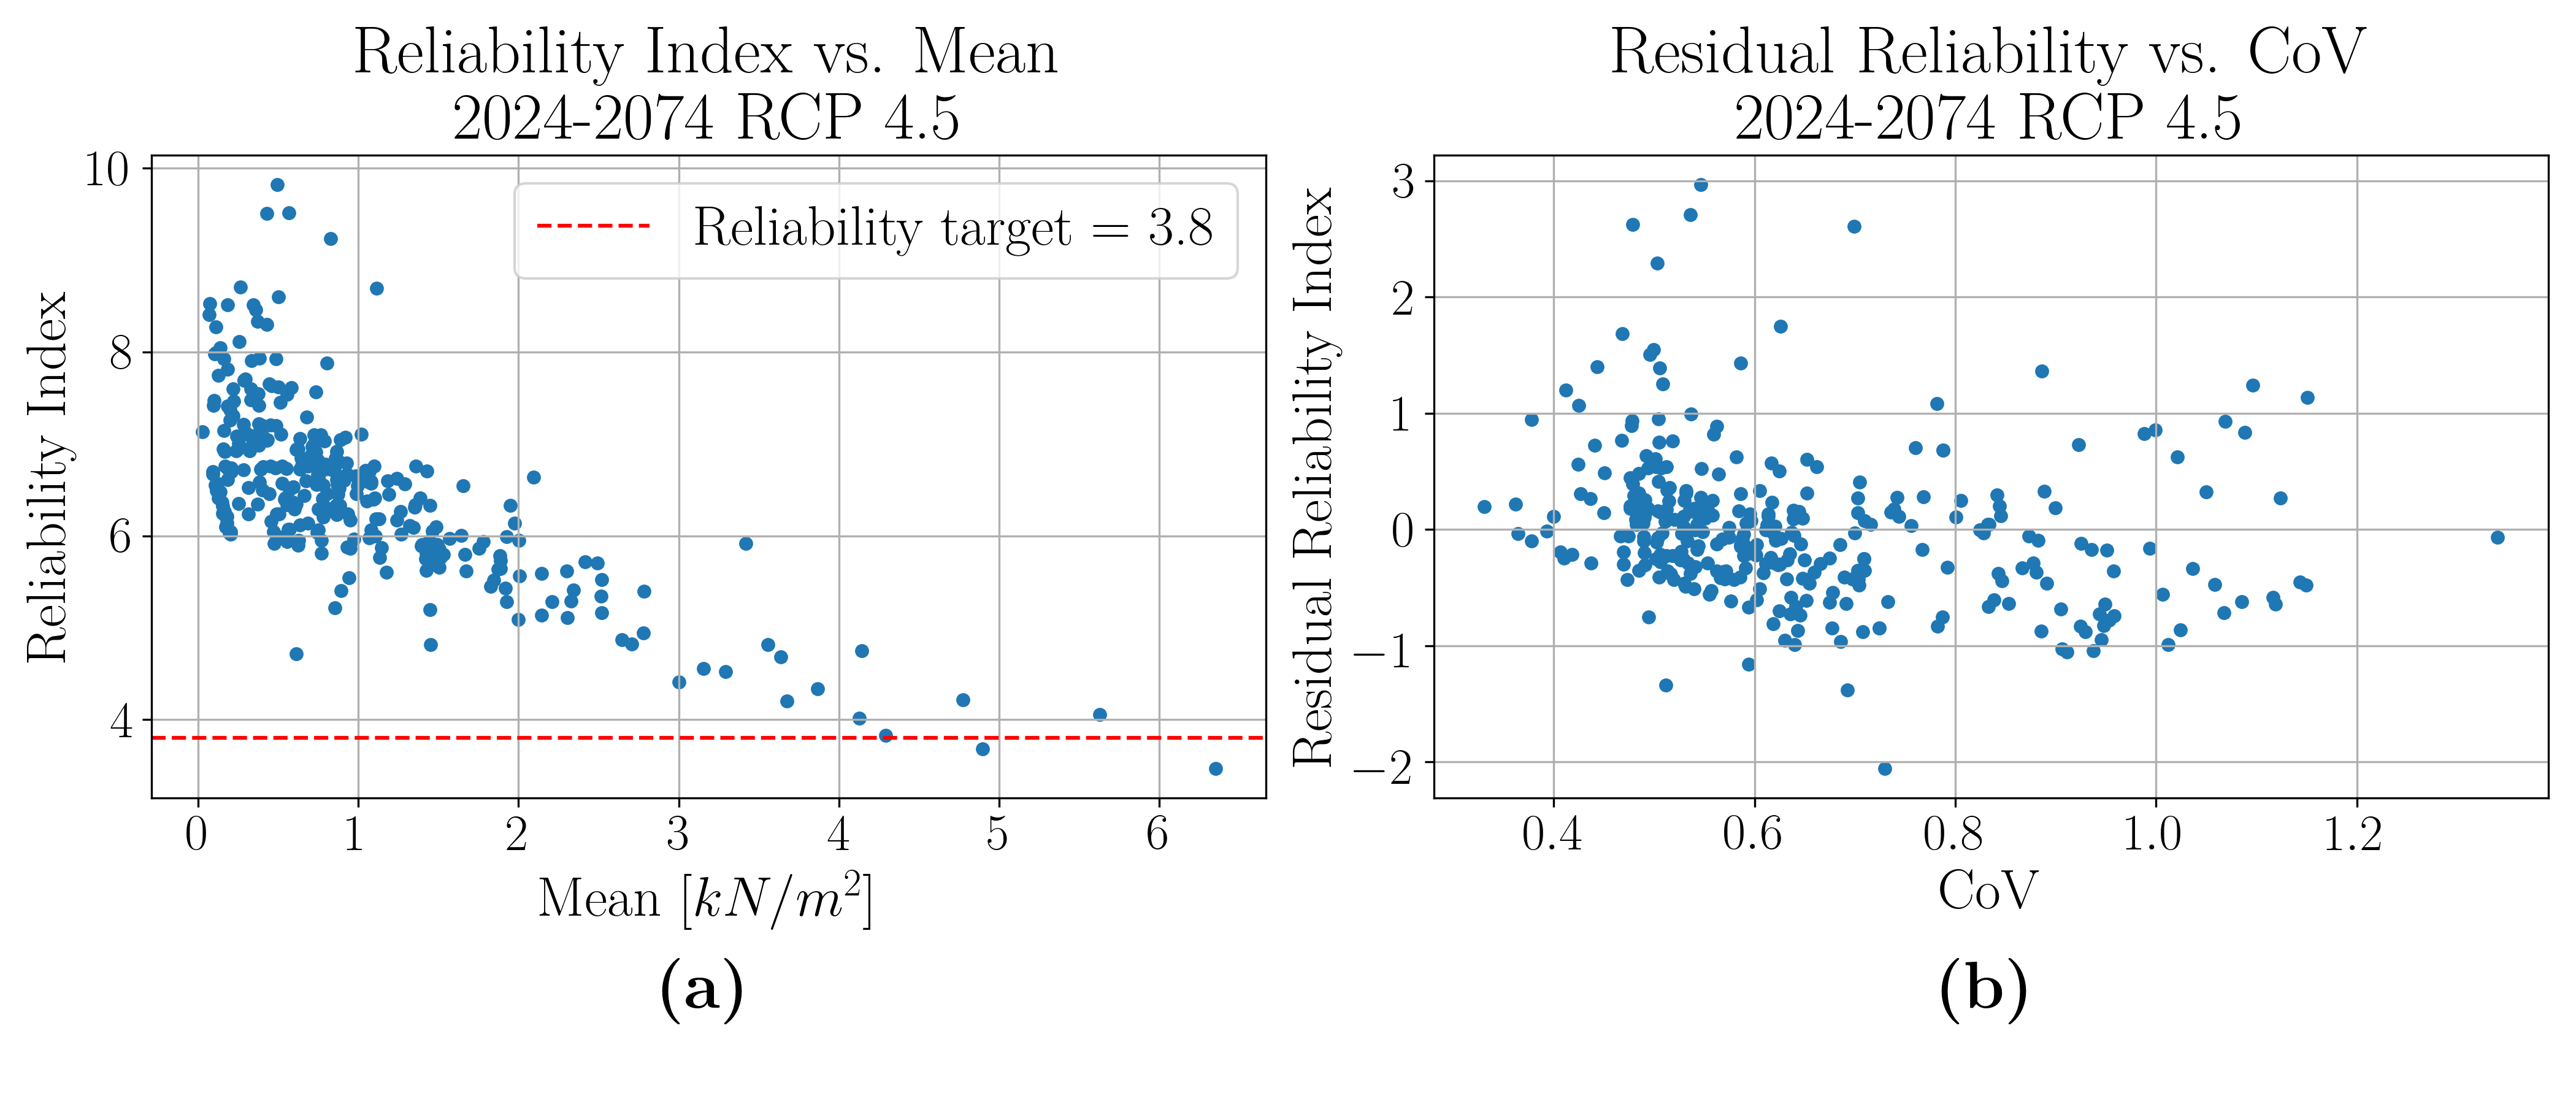 Reliability Index vs. Mean
2024-2074 RCP 4.5
10
8
6
4
Reliability Index
Reliability target = 3.8
0 1 2 3 4 5 6
Mean [kN/m²]
(a)
Residual Reliability vs. CoV
2024-2074 RCP 4.5
3
2
1
0
−1
−2
Residual Reliability Index
0.4 0.6 0.8 1.0 1.2
CoV
(b)